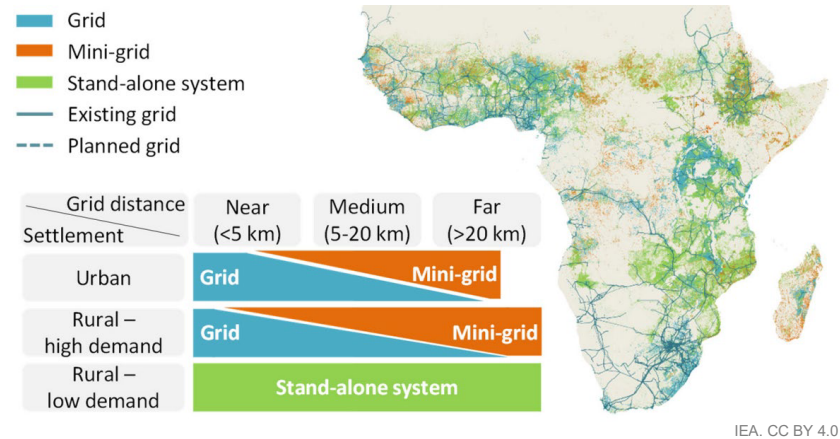 Grid
Mini-grid
Stand-alone system
Existing grid
Planned grid
Grid distance
Settlement
Near
(<5 km)
Medium
(5-20 km)
Far
(>20 km)
Urban
Grid
Mini-grid
Rural –
high demand
Grid
Mini-grid
Rural –
low demand
Stand-alone system
IEA. CC BY 4.0